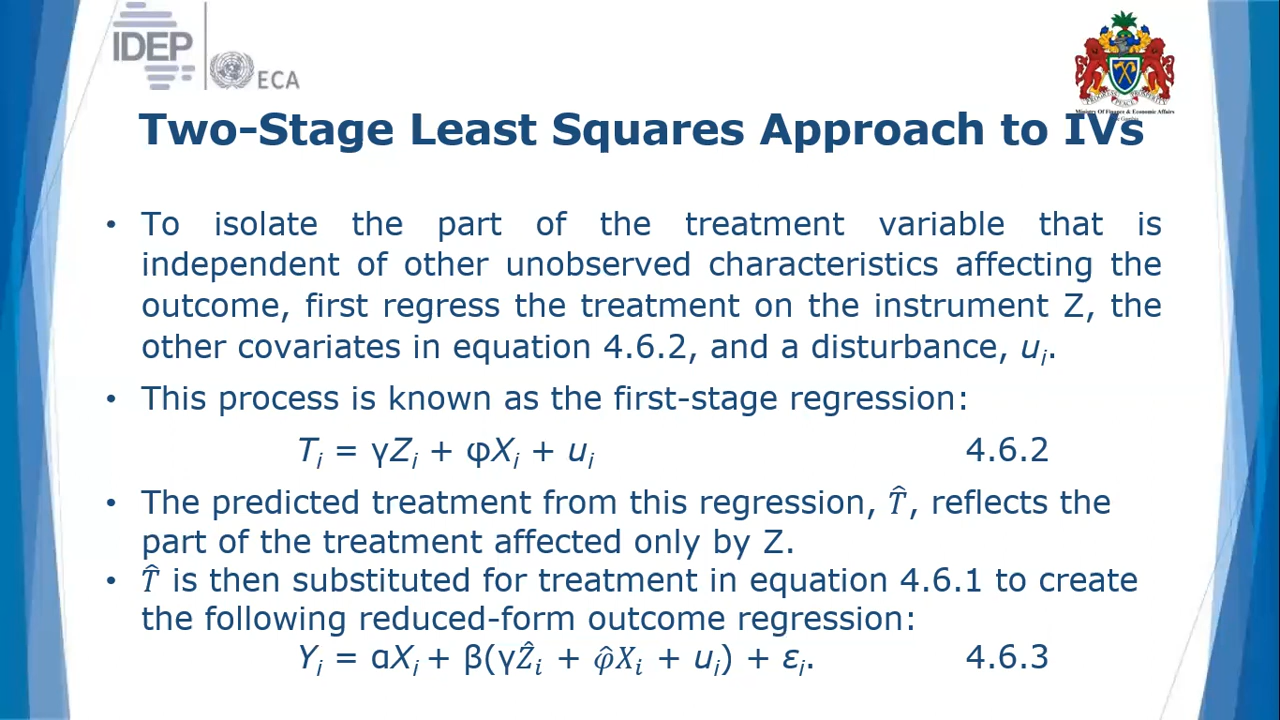 IDEP
ECA
Ministry Of Finance & Economic Affairs
Two-Stage Least Squares Approach to IVs
• To isolate the part of the treatment variable that is
independent of other unobserved characteristics affecting the
outcome, first regress the treatment on the instrument Z, the
other covariates in equation 4.6.2, and a disturbance, uᵢ.
• This process is known as the first-stage regression:
Tᵢ = γZᵢ + φXᵢ + uᵢ 4.6.2
• The predicted treatment from this regression, T̂, reflects the
part of the treatment affected only by Z.
• T̂ is then substituted for treatment in equation 4.6.1 to create
the following reduced-form outcome regression:
Yᵢ = αXᵢ + β(γẐᵢ + φ̂Xᵢ + uᵢ) + εᵢ. 4.6.3